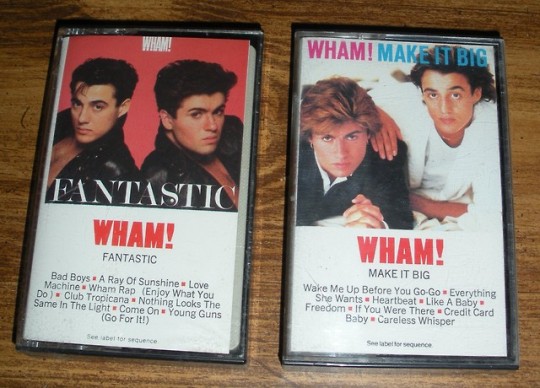 WHAM!
FANTASTIC
WHAM!
FANTASTIC
Bad Boys ▪ A Ray Of Sunshine ▪ Love
Machine ▪ Wham Rap (Enjoy What You
Do) ▪ Club Tropicana ▪ Nothing Looks The
Same In The Light ▪ Come On ▪ Young Guns
(Go For It!)
See label for sequence.
WHAM! MAKE IT BIG
WHAM!
MAKE IT BIG
Wake Me Up Before You Go-Go ▪ Everything
She Wants ▪ Heartbeat ▪ Like A Baby ▪
Freedom ▪ If You Were There ▪ Credit Card
Baby ▪ Careless Whisper
See label for sequence.